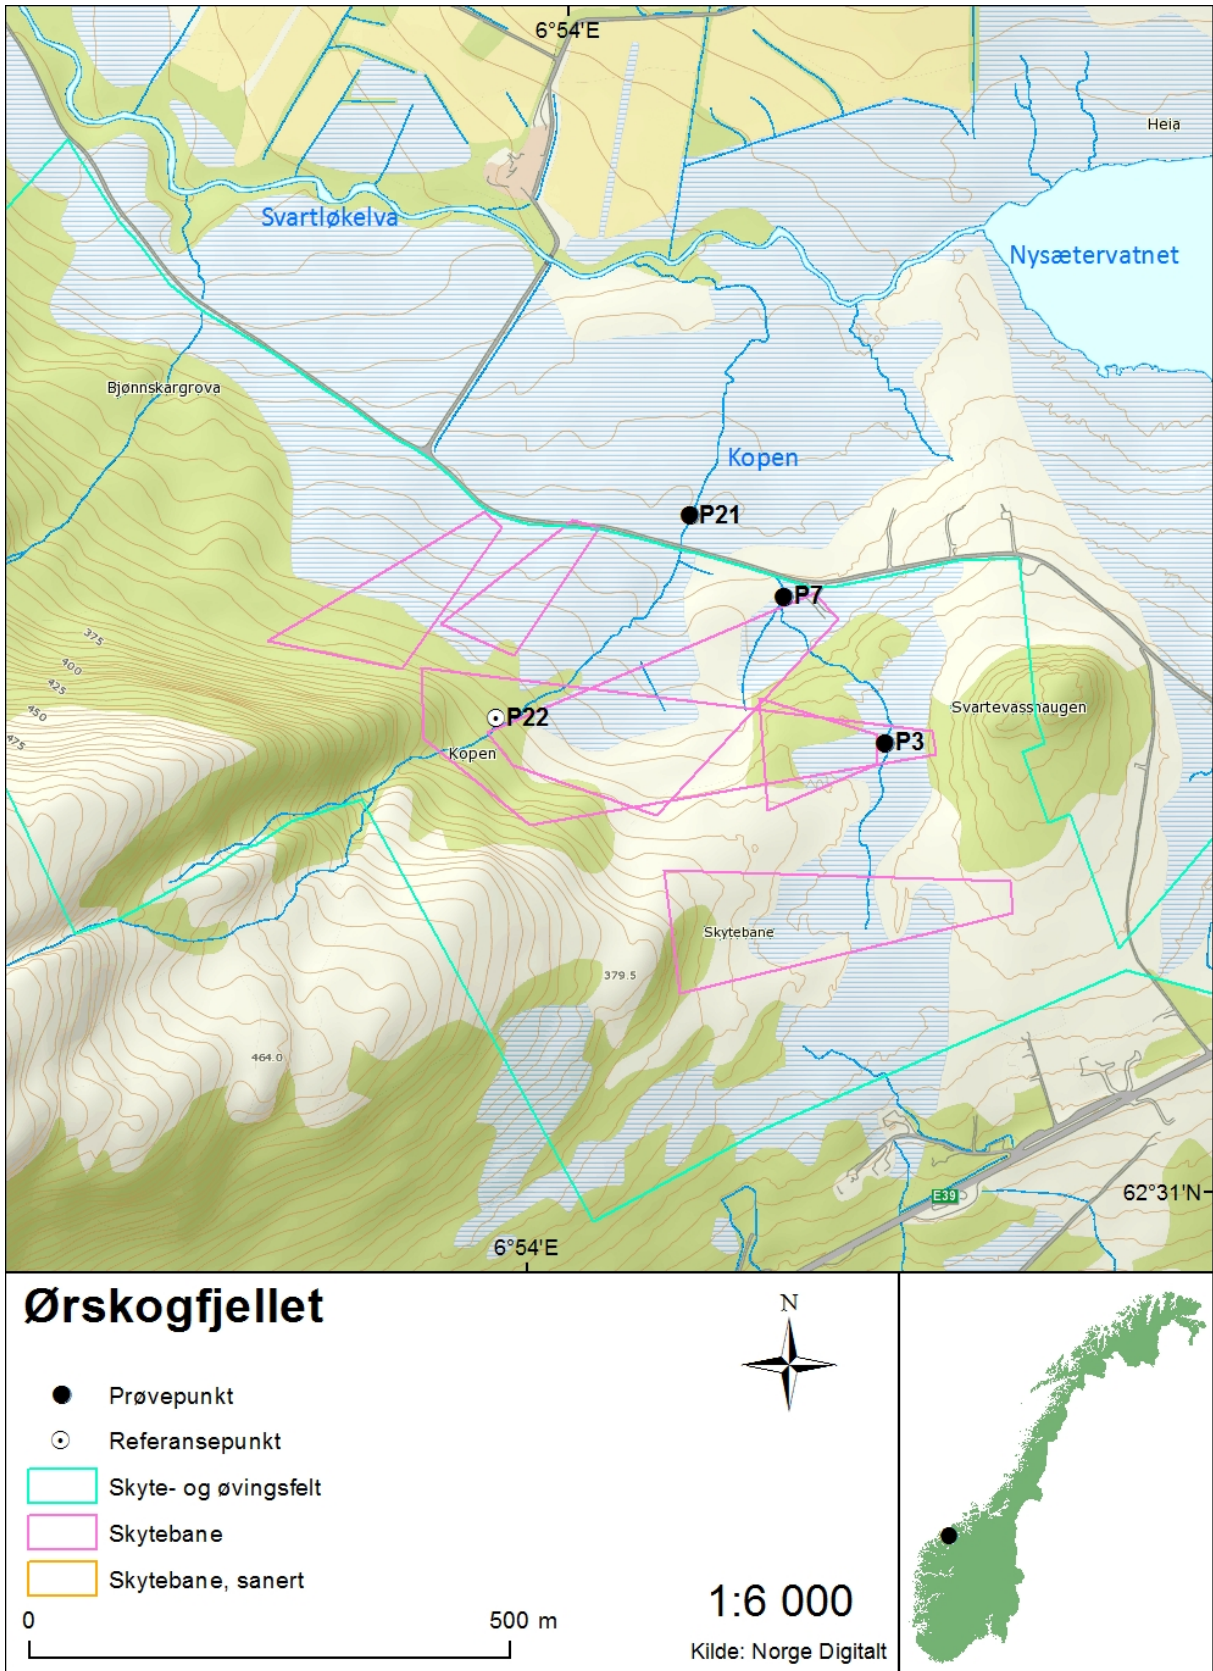 6°54'E
Heia
Svartløkelva
Nysætervatnet
Bjønnskargrova
Kopen
P21
P7
375
400
425
450
475
P22
Svartevasshaugen
P3
Kopen
Skytebane
379.5
464.0
E39
62°31'N
6°54'E
Ørskogfjellet
N
Prøvepunkt
Referansepunkt
Skyte- og øvingsfelt
Skytebane
Skytebane, sanert
0 500 m
1:6 000
Kilde: Norge Digitalt